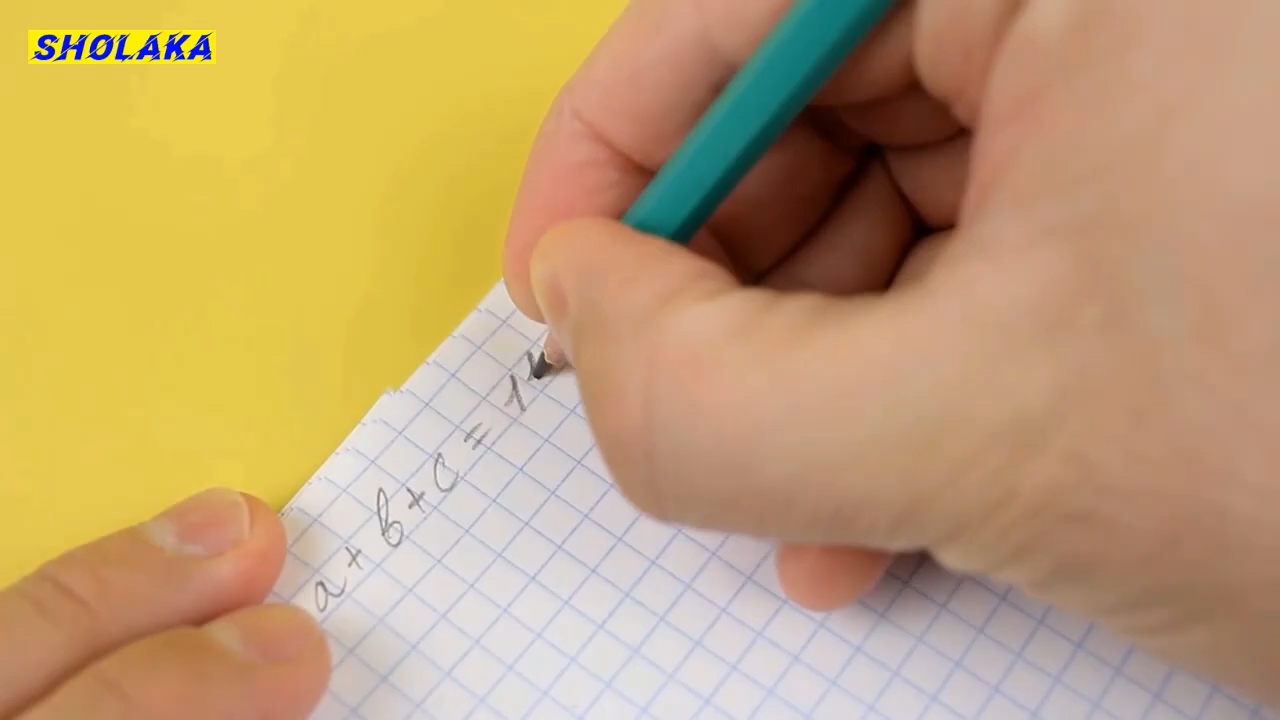 SHOLAKA
a + b + c = 1